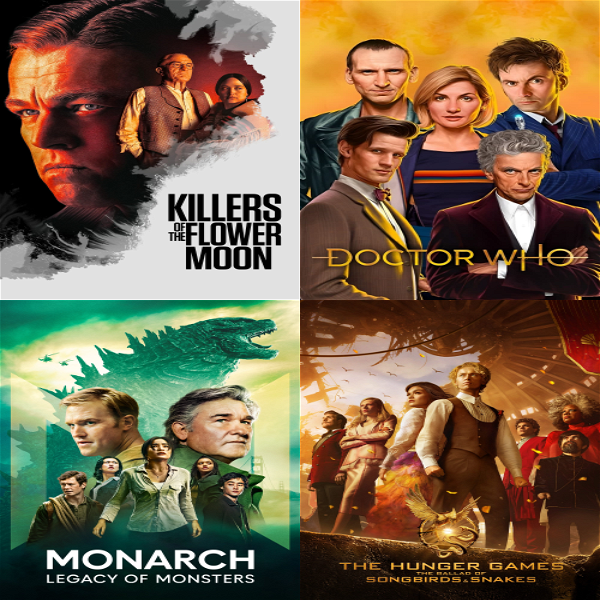 KILLERS
OF THE FLOWER
MOON
DOCTOR WHO
MONARCH
LEGACY OF MONSTERS
THE HUNGER GAMES
THE BALLAD OF
SONGBIRDS & SNAKES